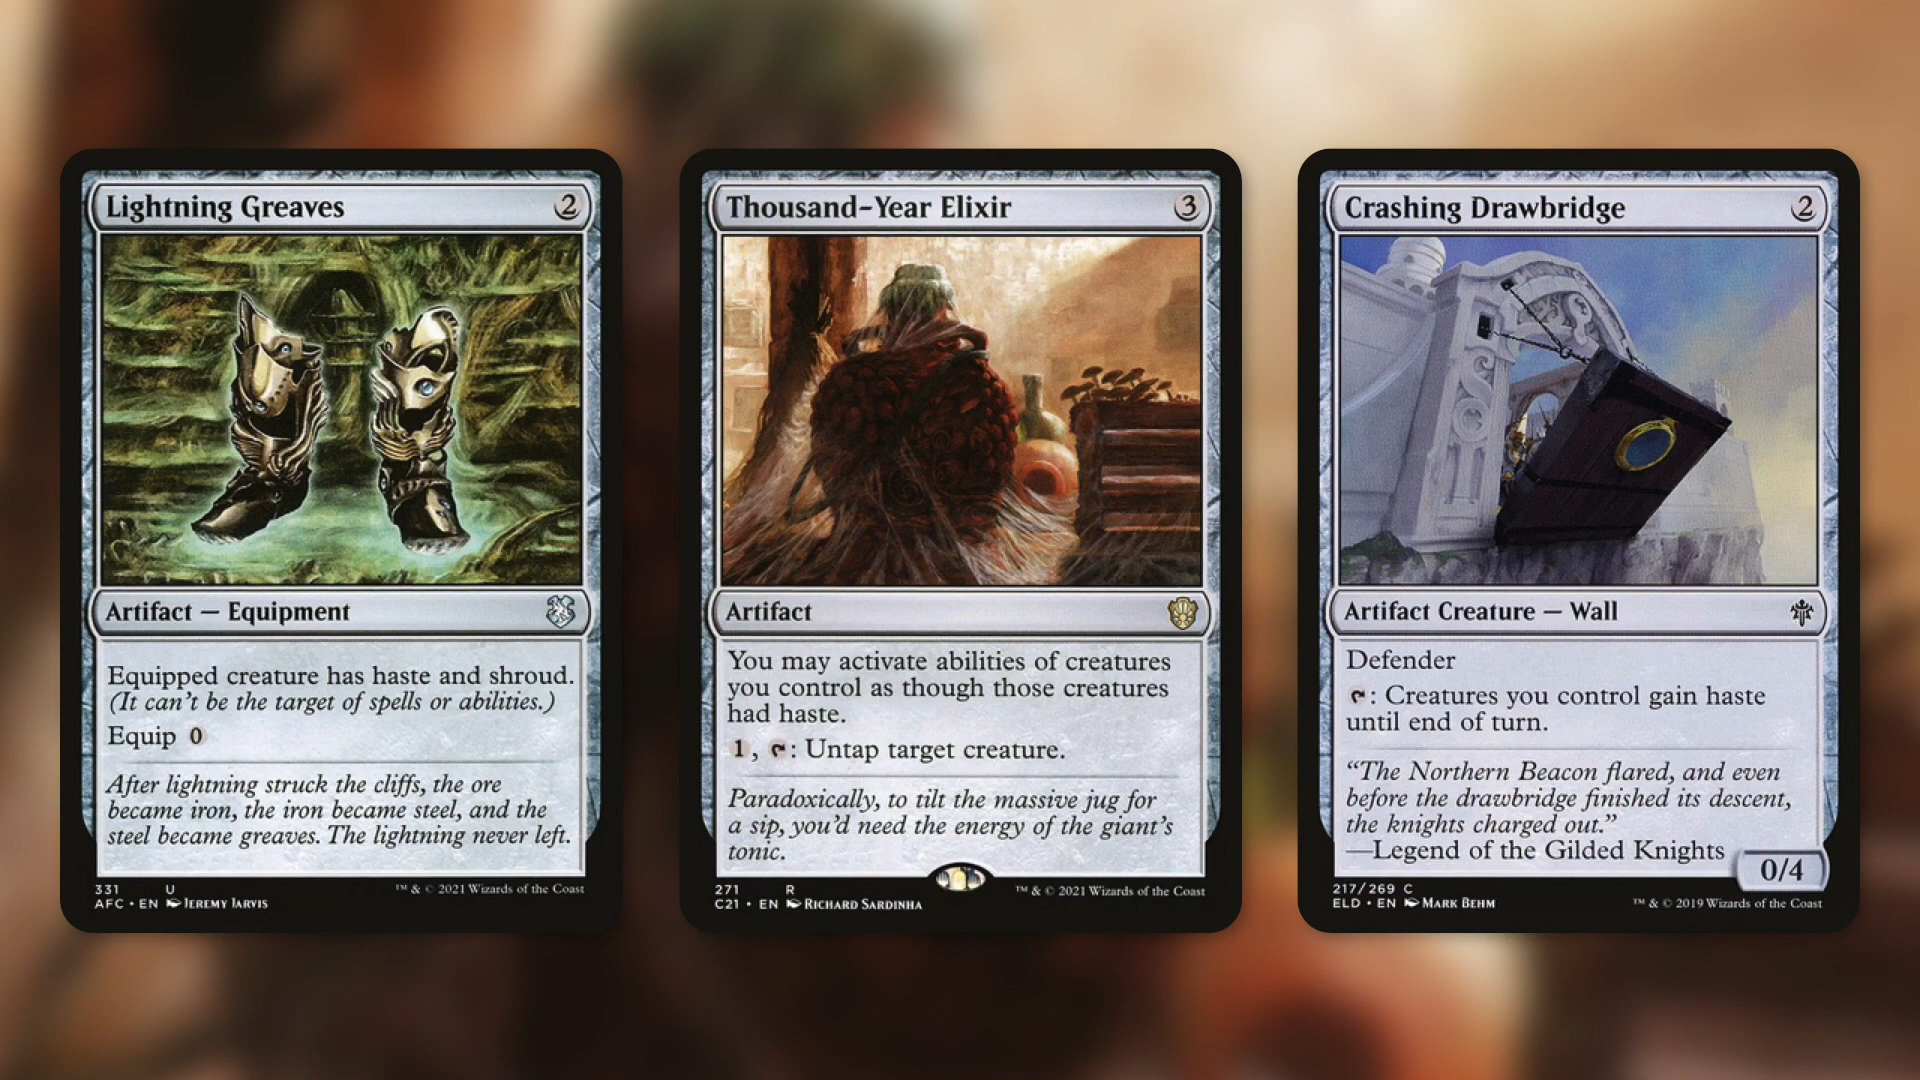 Lightning Greaves 2
Artifact — Equipment
Equipped creature has haste and shroud.
(It can't be the target of spells or abilities.)
Equip 0
After lightning struck the cliffs, the ore
became iron, the iron became steel, and the
steel became greaves. The lightning never left.
331 U
AFC • EN Jeremy Jarvis
™ & © 2021 Wizards of the Coast
Thousand-Year Elixir 3
Artifact
You may activate abilities of creatures
you control as though those creatures
had haste.
1, : Untap target creature.
Paradoxically, to tilt the massive jug for
a sip, you'd need the energy of the giant's
tonic.
271 R
C21 • EN Richard Sardinha
™ & © 2021 Wizards of the Coast
Crashing Drawbridge 2
Artifact Creature — Wall
Defender
: Creatures you control gain haste
until end of turn.
"The Northern Beacon flared, and even
before the drawbridge finished its descent,
the knights charged out."
—Legend of the Gilded Knights
0/4
217/269 C
ELD • EN Mark Behm
™ & © 2019 Wizards of the Coast